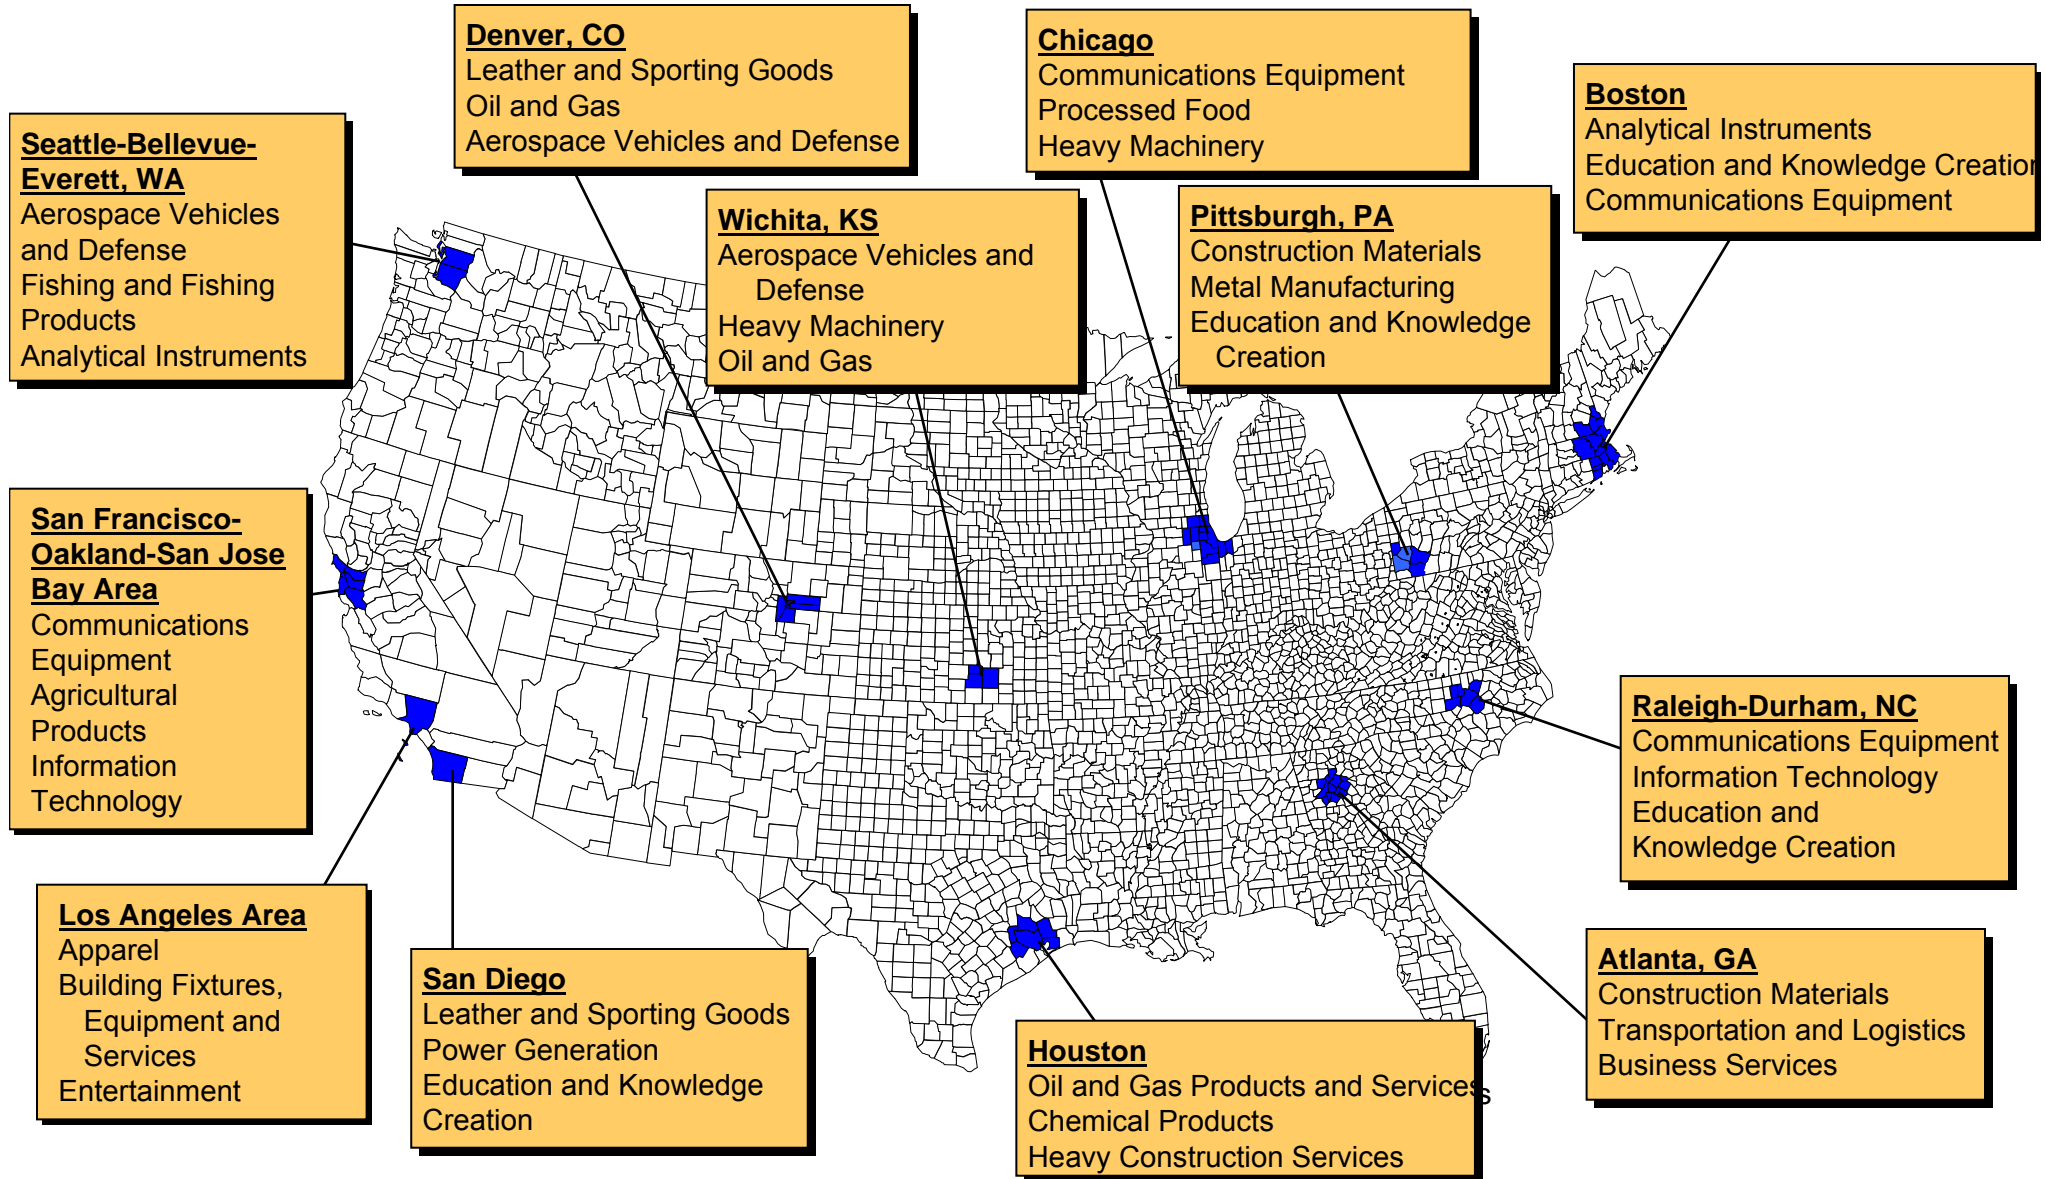 Denver, CO
Leather and Sporting Goods
Oil and Gas
Aerospace Vehicles and Defense
Chicago
Communications Equipment
Processed Food
Heavy Machinery
Boston
Analytical Instruments
Education and Knowledge Creation
Communications Equipment
Seattle-Bellevue-
Everett, WA
Aerospace Vehicles
and Defense
Fishing and Fishing
Products
Analytical Instruments
Wichita, KS
Aerospace Vehicles and
Defense
Heavy Machinery
Oil and Gas
Pittsburgh, PA
Construction Materials
Metal Manufacturing
Education and Knowledge
Creation
San Francisco-
Oakland-San Jose
Bay Area
Communications
Equipment
Agricultural
Products
Information
Technology
Raleigh-Durham, NC
Communications Equipment
Information Technology
Education and
Knowledge Creation
Los Angeles Area
Apparel
Building Fixtures,
Equipment and
Services
Entertainment
San Diego
Leather and Sporting Goods
Power Generation
Education and Knowledge
Creation
Houston
Oil and Gas Products and Services
Chemical Products
Heavy Construction Services
Atlanta, GA
Construction Materials
Transportation and Logistics
Business Services